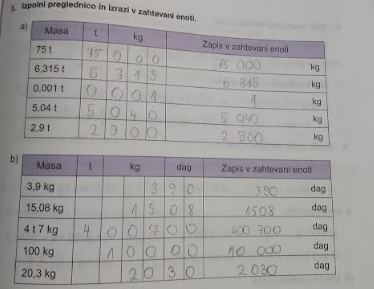 5. Izpolni preglednico in izrazi v zahtevani enoti.
a) Masa t kg Zapis v zahtevani enoti
75 t 75 0 0 0 75 000 kg
6,315 t 6 3 1 5 6 315 kg
0,001 t 0 0 0 1 1 kg
5,04 t 5 0 4 0 5 040 kg
2,9 t 2 9 0 0 2 900 kg
b) Masa t kg dag Zapis v zahtevani enoti
3,9 kg 3 9 0 390 dag
15,08 kg 1 5 0 8 1508 dag
4 t 7 kg 4 0 0 7 0 0 400 700 dag
100 kg 1 0 0 0 0 10 000 dag
20,3 kg 2 0 3 0 2 030 dag